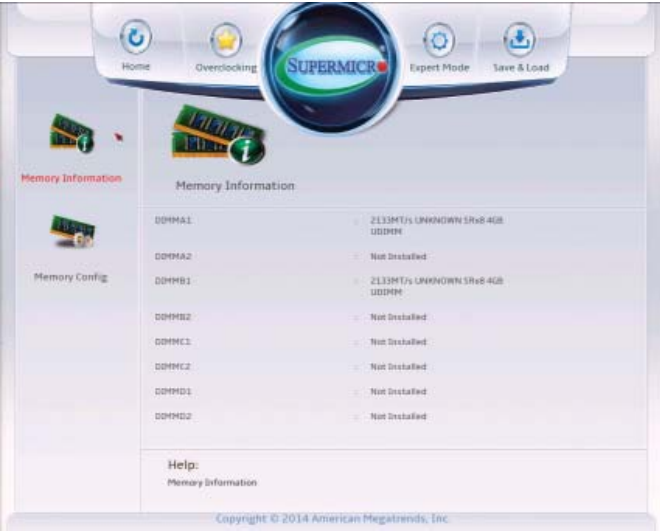 Home
Overclocking
SUPERMICR
Expert Mode
Save & Load
Memory Information
Memory Config
Memory Information
DIMMA1 : 2133MT/s UNKNOWN SRx8 4GB
UDIMM
DIMMA2 : Not Installed
DIMMB1 : 2133MT/s UNKNOWN SRx8 4GB
UDIMM
DIMMB2 : Not Installed
DIMMC1 : Not Installed
DIMMC2 : Not Installed
DIMMD1 : Not Installed
DIMMD2 : Not Installed
Help:
Memory Information
Copyright © 2014 American Megatrends, Inc.